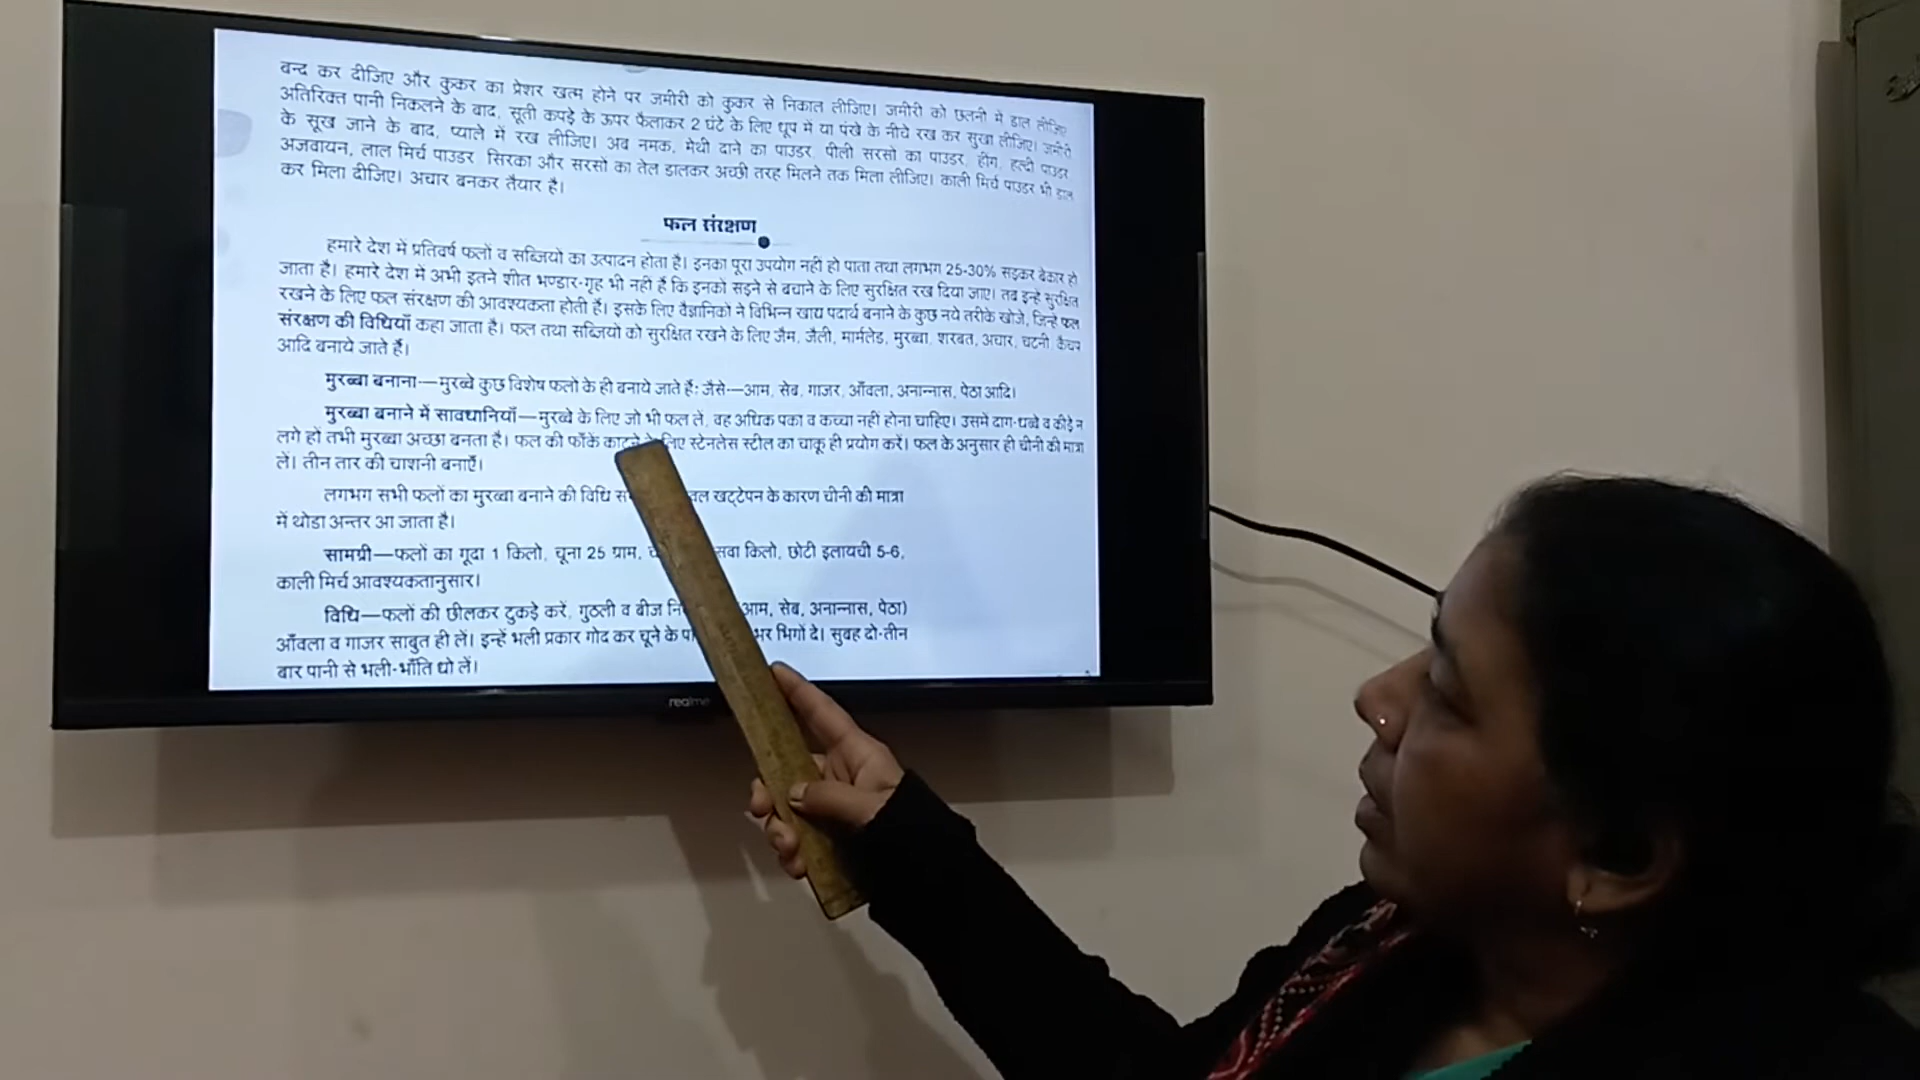 बन्द कर दीजिए और कुकर का प्रेशर खत्म होने पर जमीरी को कुकर से निकाल लीजिए। जमीरी को छलनी में डाल लीजिए
अतिरिक्त पानी निकलने के बाद, सूती कपड़े के ऊपर फैलाकर 2 घंटे के लिए धूप में या पंखे के नीचे रख कर सुखा लीजिए। जमीरी
के सूख जाने के बाद, प्याले में रख लीजिए। अब नमक, मेथी दाने का पाउडर, पीली सरसो का पाउडर, हींग, हल्दी पाउडर
अजवायन, लाल मिर्च पाउडर सिरका और सरसो का तेल डालकर अच्छी तरह मिलने तक मिला लीजिए। काली मिर्च पाउडर भी डाल
कर मिला दीजिए। अचार बनकर तैयार है।
फल संरक्षण
हमारे देश में प्रतिवर्ष फलों व सब्जियो का उत्पादन होता है। इनका पूरा उपयोग नही हो पाता तथा लगभग 25-30% सड़कर बेकार हो
जाता है। हमारे देश में अभी इतने शीत भण्डार-गृह भी नहीं हैं कि इनको सड़ने से बचाने के लिए सुरक्षित रख दिया जाए। तब इन्हे सुरक्षित
रखने के लिए फल संरक्षण की आवश्यकता होती है। इसके लिए वैज्ञानिको ने विभिन्न खाद्य पदार्थ बनाने के कुछ नये तरीके खोजे, जिन्हे फल
संरक्षण की विधियाँ कहा जाता है। फल तथा सब्जियो को सुरक्षित रखने के लिए जैम, जैली, मार्मलेड, मुरब्बा, शरबत, अचार, चटनी, कैचप
आदि बनाये जाते हैं।
मुरब्बा बनाना—मुरब्बे कुछ विशेष फलों के ही बनाये जाते हैं; जैसे—आम, सेब, गाजर, आँवला, अनान्नास, पेठा आदि।
मुरब्बा बनाने में सावधानियाँ—मुरब्बे के लिए जो भी फल लें, वह अधिक पका व कच्चा नहीं होना चाहिए। उसमें दाग-धब्बे व कीड़े न
लगे हों तभी मुरब्बा अच्छा बनता है। फल की फाँकें काटने के लिए स्टेनलेस स्टील का चाकू ही प्रयोग करें। फल के अनुसार ही चीनी की मात्रा
लें। तीन तार की चाशनी बनाएँ।
लगभग सभी फलों का मुरब्बा बनाने की विधि खट्टेपन के कारण चीनी की मात्रा
में थोडा अन्तर आ जाता है।
सामग्री—फलों का गूदा 1 किलो, चूना 25 ग्राम, सवा किलो, छोटी इलायची 5-6,
काली मिर्च आवश्यकतानुसार।
विधि—फलों की छीलकर टुकड़े करें, गुठली व बीज (आम, सेब, अनान्नास, पेठा)
आँवला व गाजर साबुत ही लें। इन्हें भली प्रकार गोद कर चूने के भर भिगों दे। सुबह दो-तीन
बार पानी से भली-भाँति धो लें।
realme